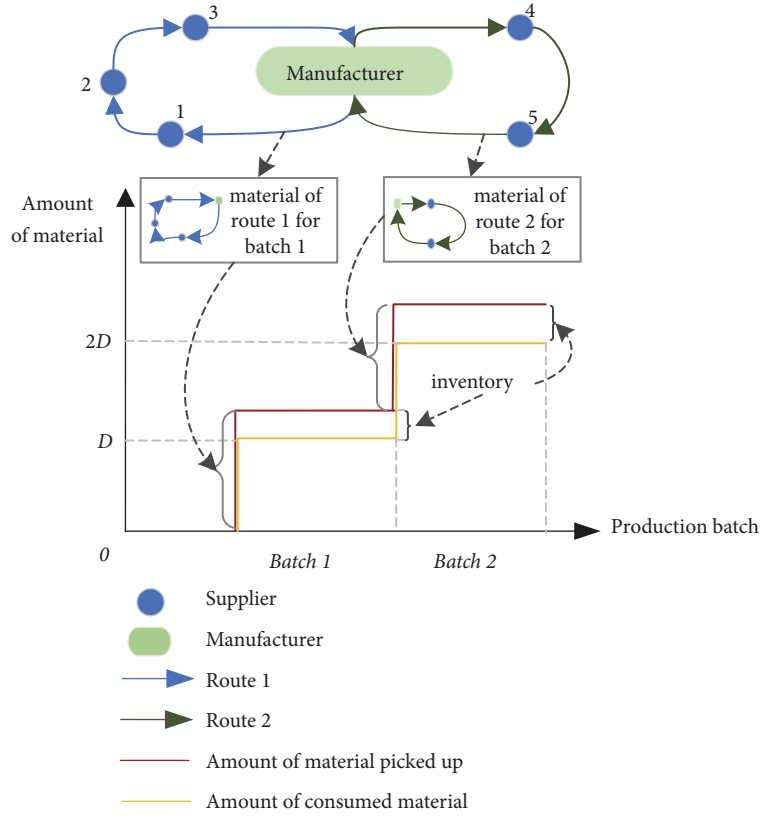 3
4
2
Manufacturer
1
5
Amount
of material
material of
route 1 for
batch 1
material of
route 2 for
batch 2
2D
inventory
D
Production batch
0
Batch 1
Batch 2
Supplier
Manufacturer
Route 1
Route 2
Amount of material picked up
Amount of consumed material